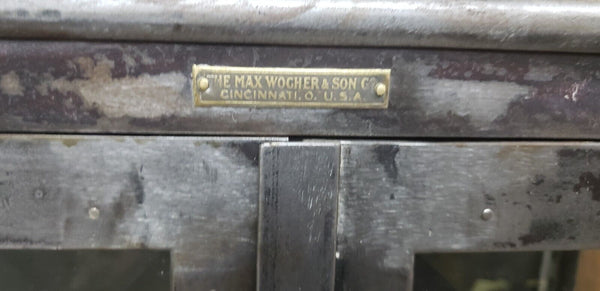 THE MAX WOCHER & SON CO
CINCINNATI. O. U. S. A.